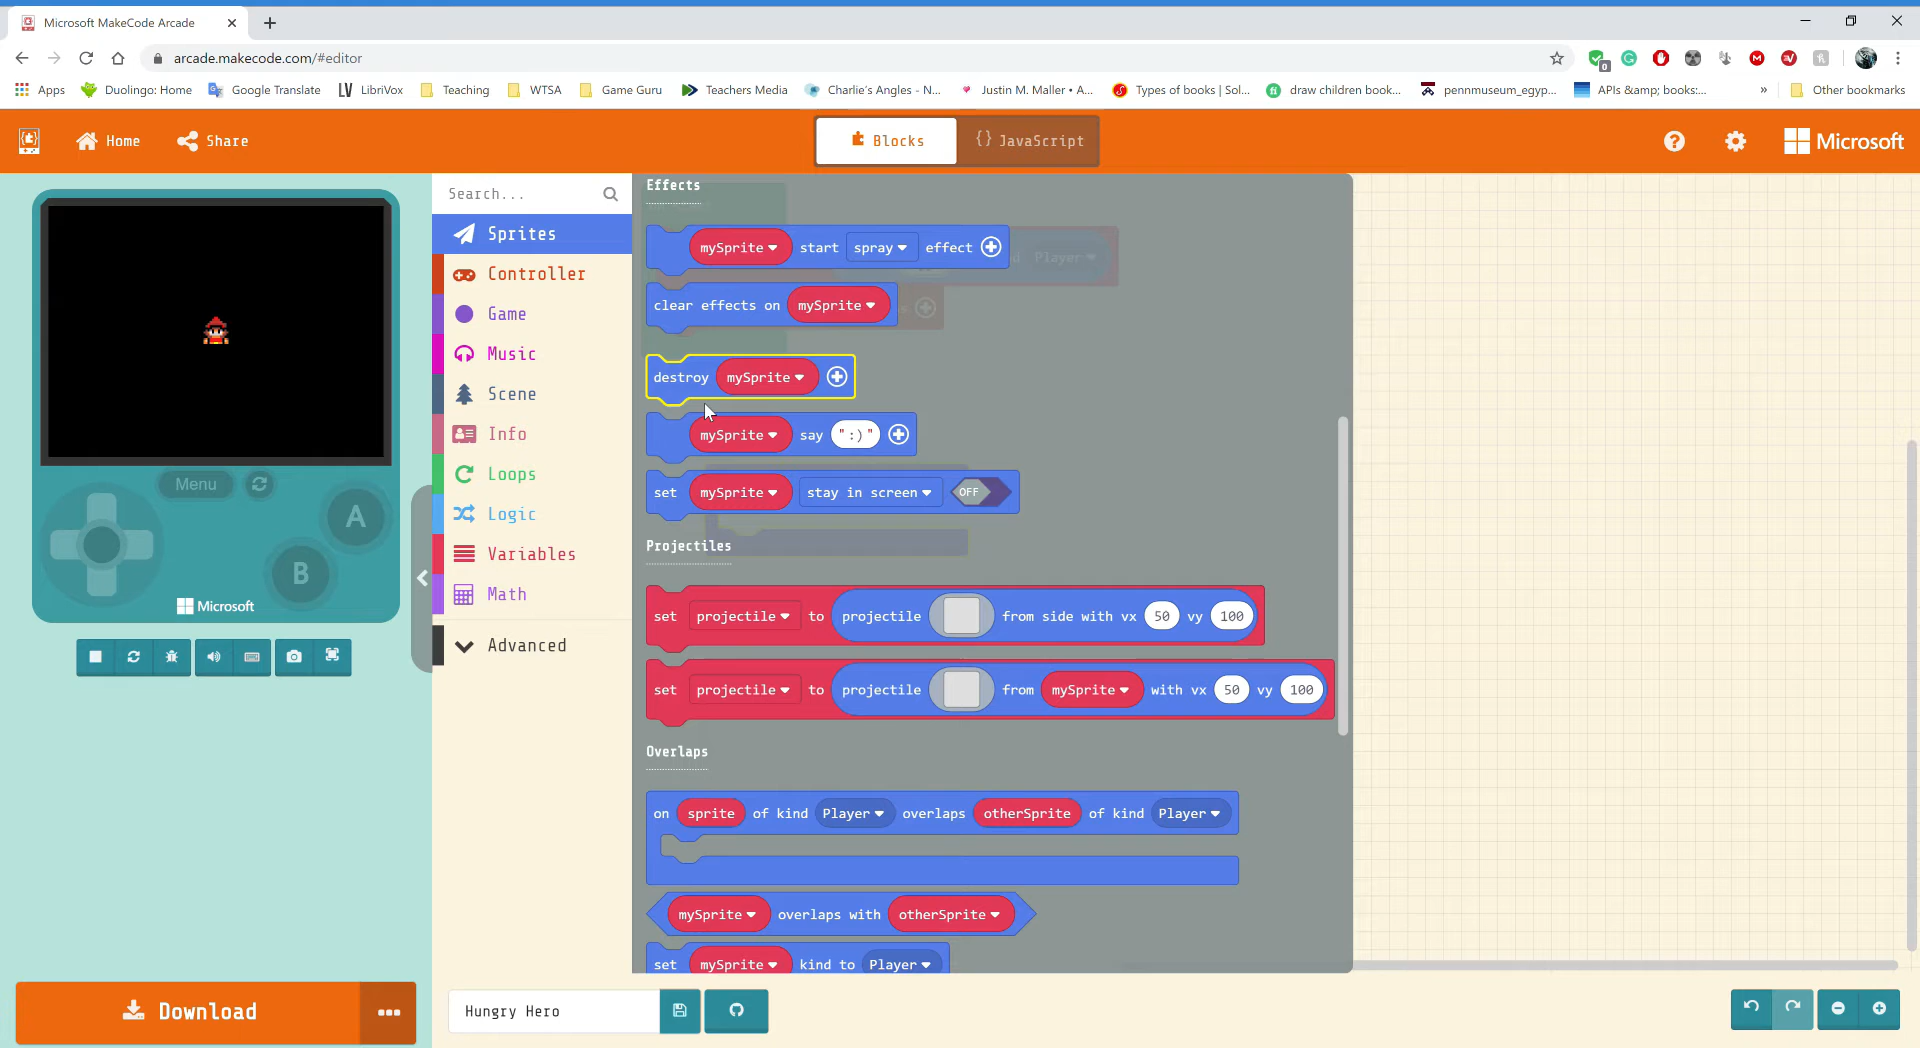 Microsoft MakeCode Arcade
arcade.makecode.com/#editor
0
Apps Duolingo: Home Google Translate LV LibriVox Teaching WTSA Game Guru Teachers Media Charlie's Angles - N... Justin M. Maller • A... Types of books | Sol... draw children book... pennmuseum_egyp... APIs &amp; books:... » Other bookmarks
Home Share Blocks {} JavaScript ? Microsoft
Search...
Sprites
Controller
Game
Music
Scene
Info
Loops
Logic
Variables
Math
Advanced
Menu
A
B
Microsoft
Effects
mySprite start spray effect
Player
clear effects on mySprite
destroy mySprite
mySprite say ":)"
set mySprite stay in screen OFF
Projectiles
set projectile to projectile from side with vx 50 vy 100
set projectile to projectile from mySprite with vx 50 vy 100
Overlaps
on sprite of kind Player overlaps otherSprite of kind Player
mySprite overlaps with otherSprite
set mySprite kind to Player
Download ...
Hungry Hero